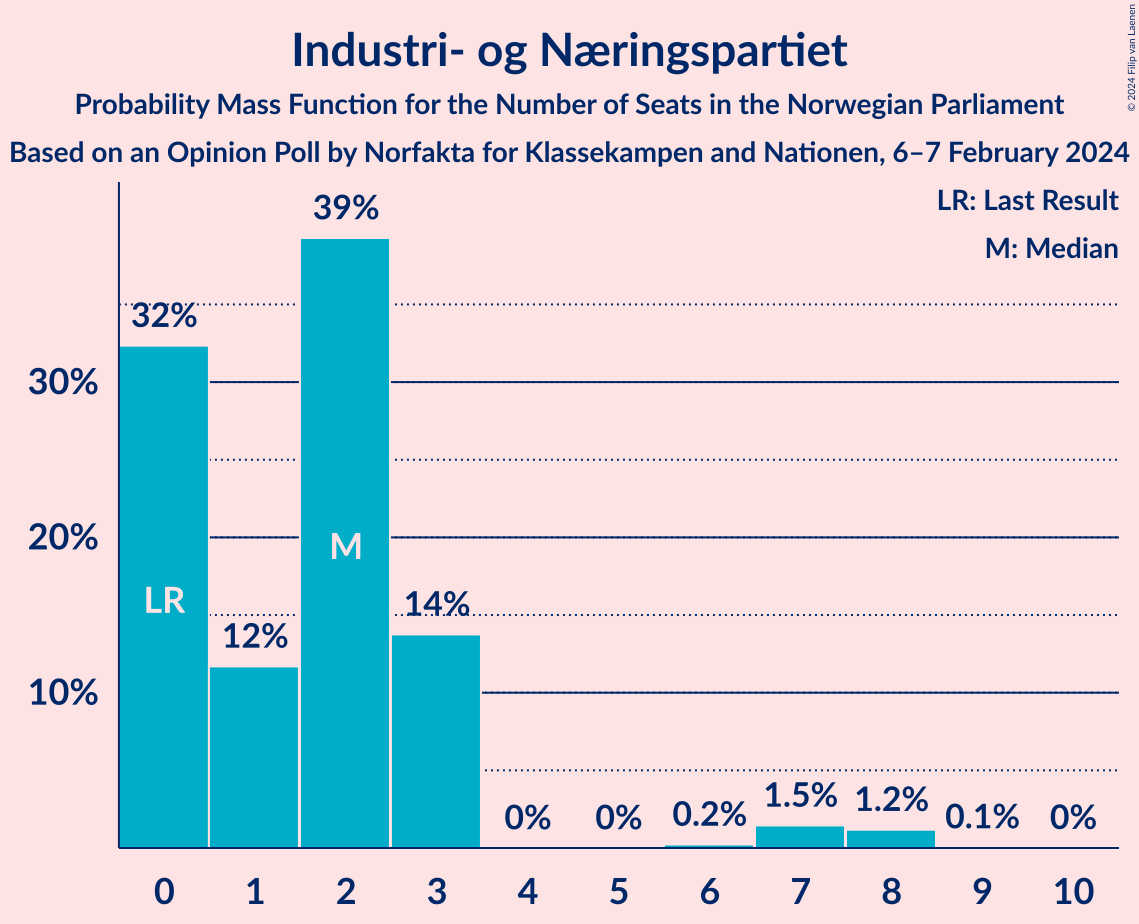 Industri- og Næringspartiet
Probability Mass Function for the Number of Seats in the Norwegian Parliament
Based on an Opinion Poll by Norfakta for Klassekampen and Nationen, 6–7 February 2024
© 2024 Filip van Laenen
LR: Last Result
M: Median
39%
32%
30%
20%
M
LR
14%
12%
10%
0%
0%
0.2%
1.5%
1.2%
0.1%
0%
0 1 2 3 4 5 6 7 8 9 10